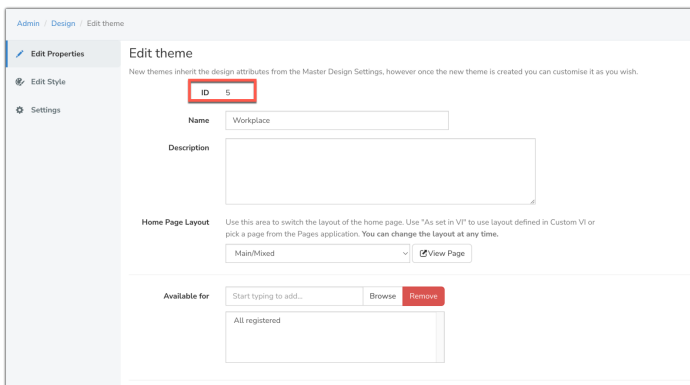 Admin / Design / Edit theme
Edit Properties
Edit Style
Settings
Edit theme
New themes inherit the design attributes from the Master Design Settings, however once the new theme is created you can customise it as you wish.
ID 5
Name Workplace
Description
Home Page Layout Use this area to switch the layout of the home page. Use "As set in VI" to use layout defined in Custom VI or
pick a page from the Pages application. You can change the layout at any time.
Main/Mixed View Page
Available for Start typing to add... Browse Remove
All registered